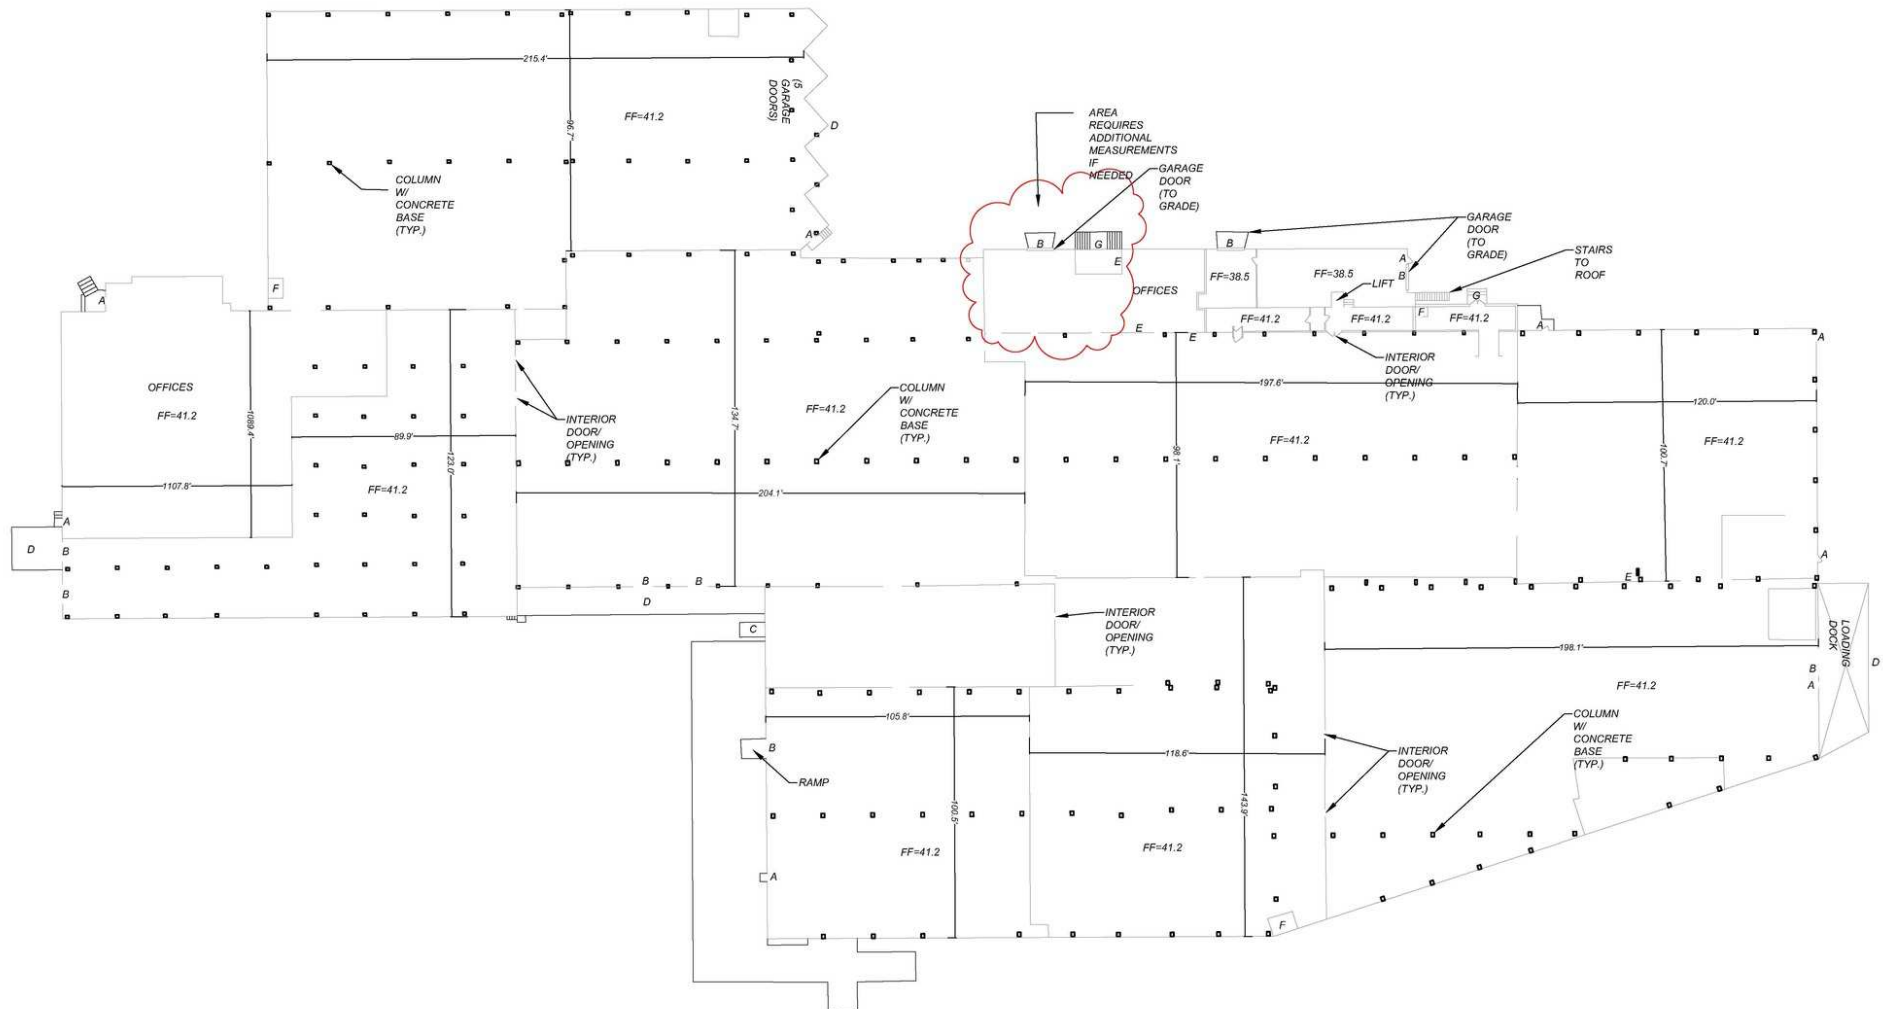 215.4'
96.7'
FF=41.2
(5
GARAGE
DOORS)
D
A
COLUMN
W/
CONCRETE
BASE
(TYP.)
AREA
REQUIRES
ADDITIONAL
MEASUREMENTS
IF
NEEDED
GARAGE
DOOR
(TO
GRADE)
B
G
E
B
GARAGE
DOOR
(TO
GRADE)
STAIRS
TO
ROOF
A
B
FF=38.5
FF=38.5
LIFT
OFFICES
G
F
FF=41.2
FF=41.2
FF=41.2
E
E
A
A
F
A
INTERIOR
DOOR/
OPENING
(TYP.)
197.6'
120.0'
OFFICES
FF=41.2
1089.4'
89.9'
123.0'
INTERIOR
DOOR/
OPENING
(TYP.)
134.7'
FF=41.2
COLUMN
W/
CONCRETE
BASE
(TYP.)
98.1'
FF=41.2
100.7'
FF=41.2
1107.8'
FF=41.2
204.1'
A
D
B
B
B
B
D
E
A
C
INTERIOR
DOOR/
OPENING
(TYP.)
LOADING
DOCK
D
198.1'
B
A
FF=41.2
105.8'
118.6'
B
RAMP
100.5'
143.9'
INTERIOR
DOOR/
OPENING
(TYP.)
COLUMN
W/
CONCRETE
BASE
(TYP.)
FF=41.2
FF=41.2
A
F